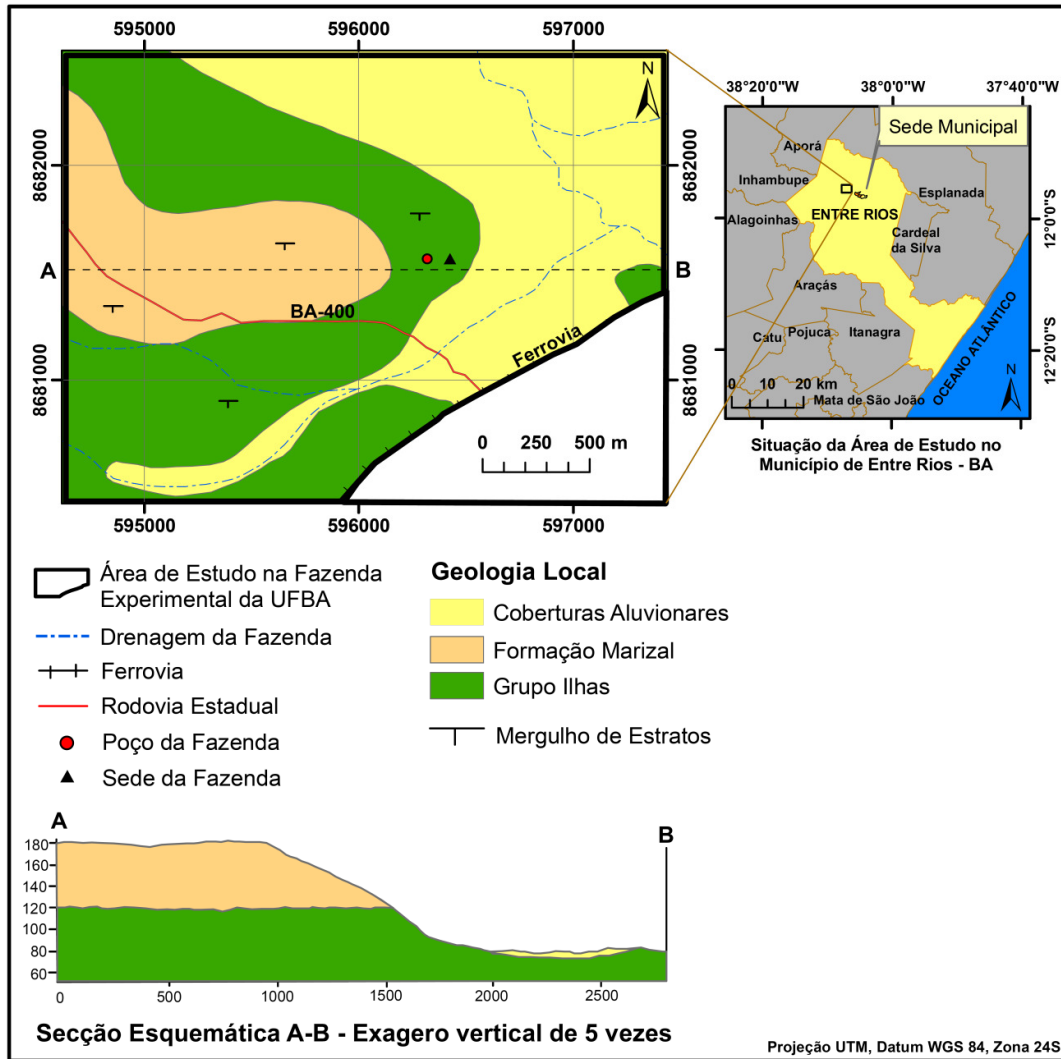 595000 596000 597000
N
8682000
8681000
A
B
BA-400
Ferrovia
0 250 500 m
595000 596000 597000
38°20'0"W 38°0'0"W 37°40'0"W
Sede Municipal
Aporá
Inhambupe
Esplanada
ENTRE RIOS
Alagoinhas
Cardeal
da Silva
Araçás
Catu
Pojuca
Itanagra
0 10 20 km
Mata de São João
OCEANO ATLÂNTICO
N
12°0'0"S
12°20'0"S
Situação da Área de Estudo no
Município de Entre Rios - BA
Área de Estudo na Fazenda
Experimental da UFBA
Drenagem da Fazenda
Ferrovia
Rodovia Estadual
Poço da Fazenda
Sede da Fazenda
Geologia Local
Coberturas Aluvionares
Formação Marizal
Grupo Ilhas
Mergulho de Estratos
A
B
180
160
140
120
100
80
60
0 500 1000 1500 2000 2500
Secção Esquemática A-B - Exagero vertical de 5 vezes
Projeção UTM, Datum WGS 84, Zona 24S